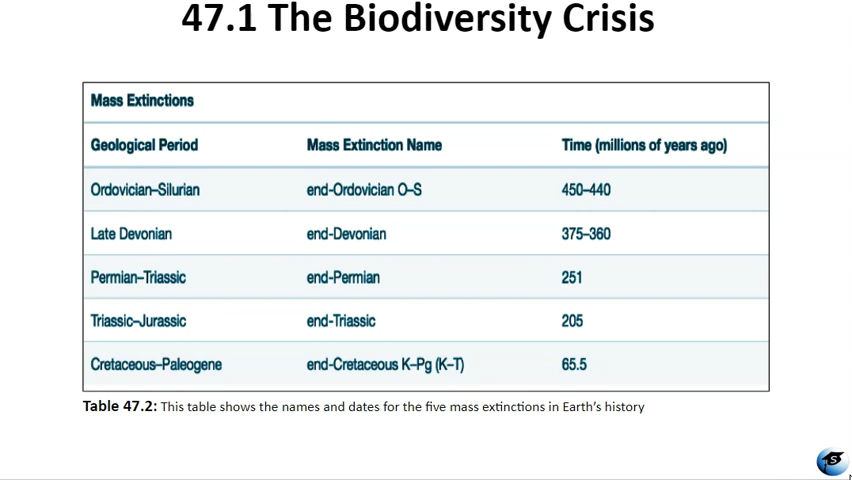 47.1 The Biodiversity Crisis
Mass Extinctions
Geological Period Mass Extinction Name Time (millions of years ago)
Ordovician–Silurian end-Ordovician O–S 450–440
Late Devonian end-Devonian 375–360
Permian–Triassic end-Permian 251
Triassic–Jurassic end-Triassic 205
Cretaceous–Paleogene end-Cretaceous K–Pg (K–T) 65.5
Table 47.2: This table shows the names and dates for the five mass extinctions in Earth's history
S